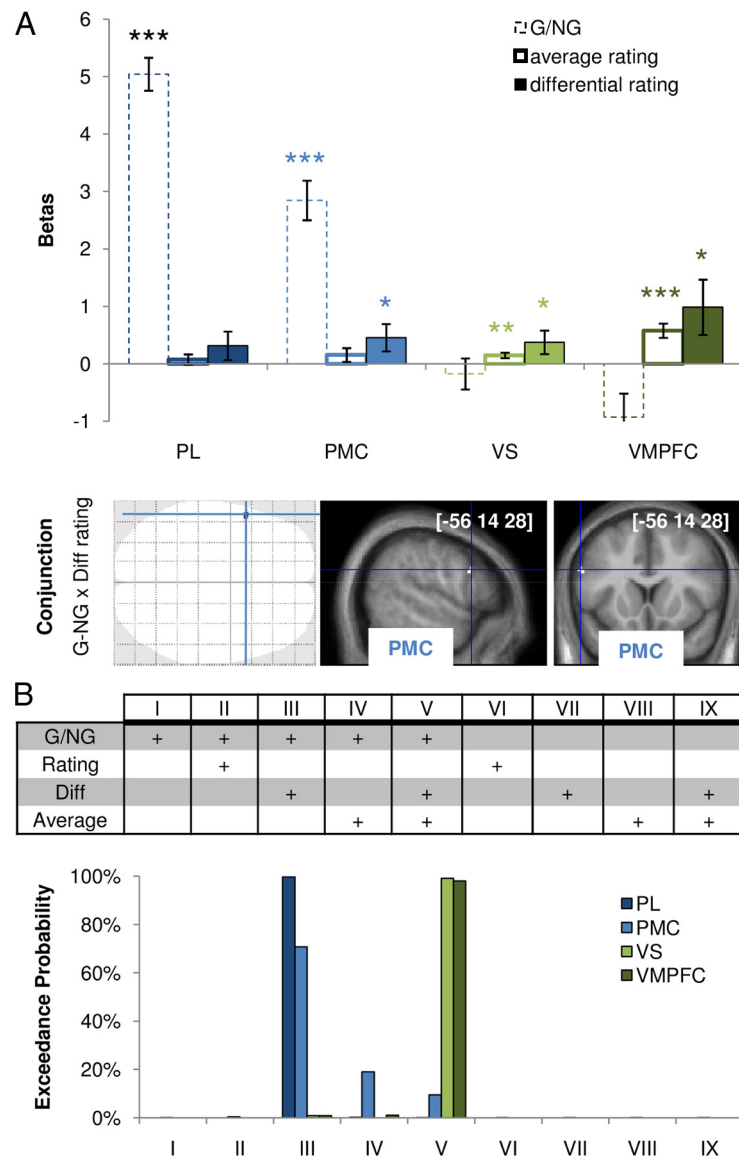 A
6
5
4
3
2
1
0
-1
Betas
G/NG
average rating
differential rating
***
***
*
**
*
***
*
PL PMC VS VMPFC
Conjunction
G-NG x Diff rating
[-56 14 28]
[-56 14 28]
PMC
PMC
B
I II III IV V VI VII VIII IX
G/NG + + + + +
Rating + +
Diff + + + +
Average + + + +
Exceedance Probability
100%
80%
60%
40%
20%
0%
PL
PMC
VS
VMPFC
I II III IV V VI VII VIII IX